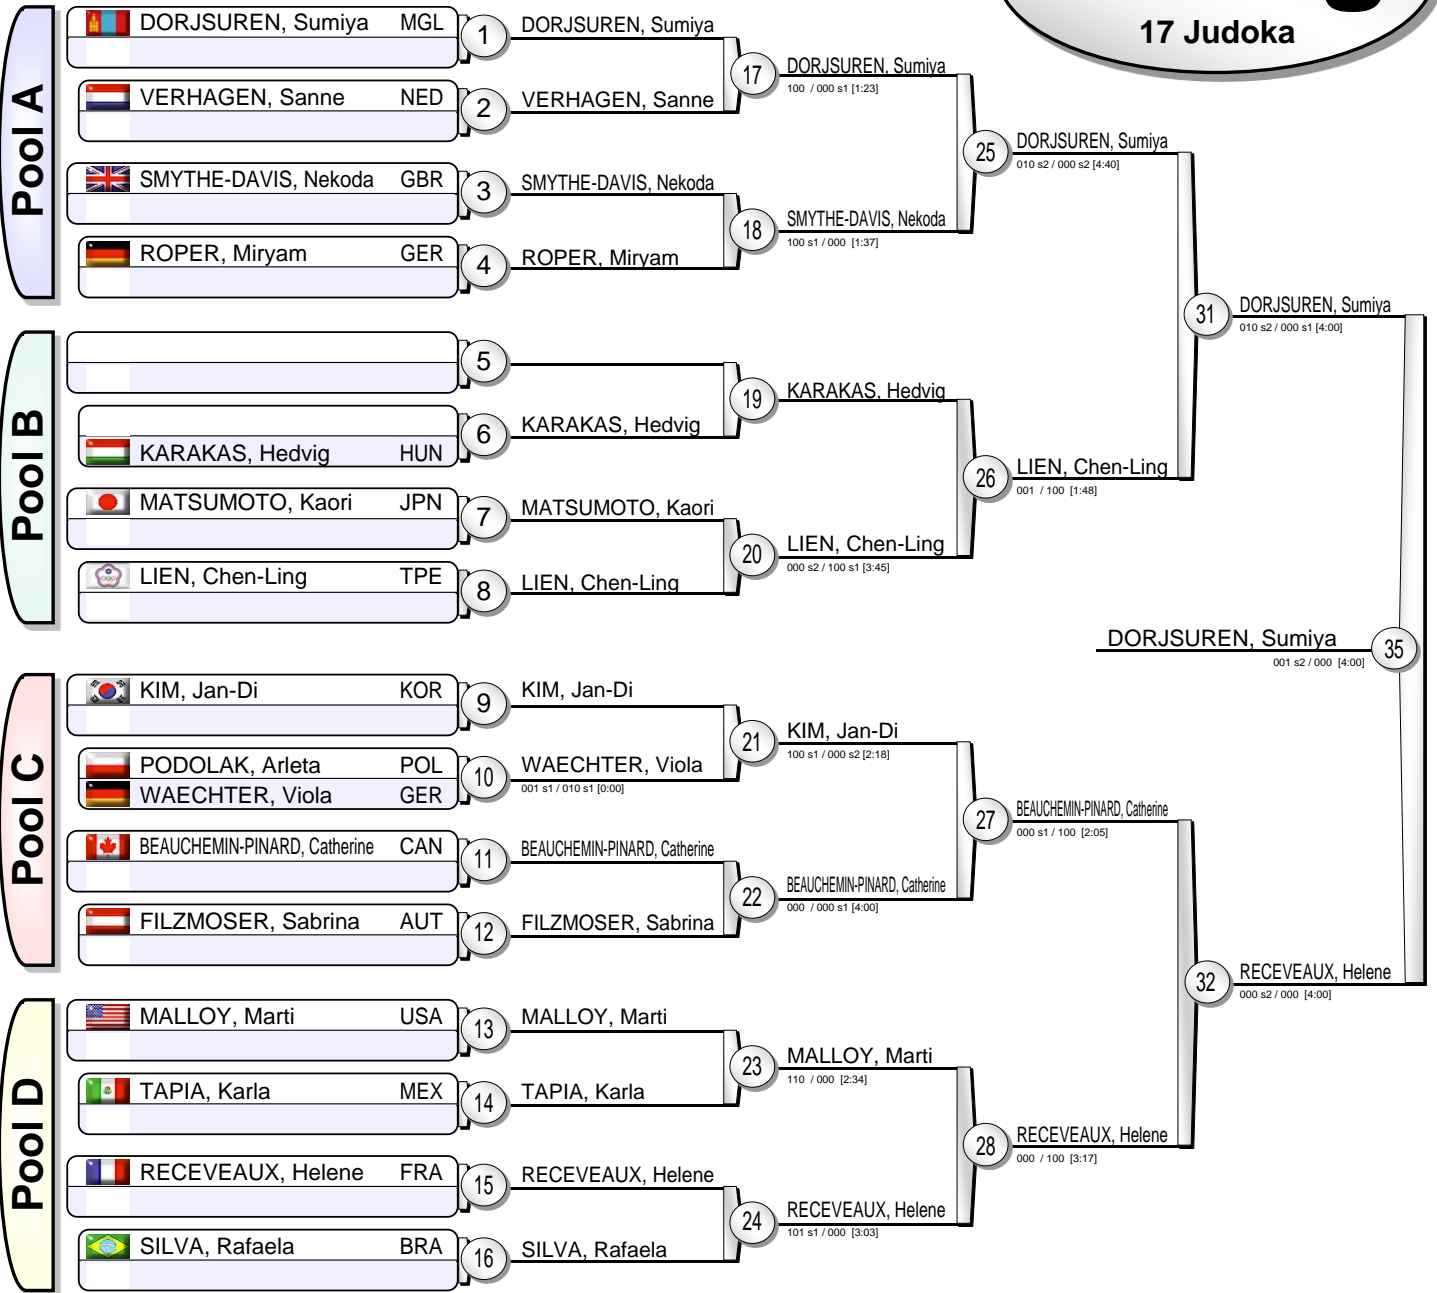 17 Judoka
Pool A
DORJSUREN, Sumiya MGL
1
VERHAGEN, Sanne NED
2
SMYTHE-DAVIS, Nekoda GBR
3
ROPER, Miryam GER
4
Pool B
5
6
KARAKAS, Hedvig HUN
MATSUMOTO, Kaori JPN
7
LIEN, Chen-Ling TPE
8
Pool C
KIM, Jan-Di KOR
9
PODOLAK, Arleta POL
10
WAECHTER, Viola GER
BEAUCHEMIN-PINARD, Catherine CAN
11
FILZMOSER, Sabrina AUT
12
Pool D
MALLOY, Marti USA
13
TAPIA, Karla MEX
14
RECEVEAUX, Helene FRA
15
SILVA, Rafaela BRA
16
DORJSUREN, Sumiya
17
VERHAGEN, Sanne
SMYTHE-DAVIS, Nekoda
18
ROPER, Miryam
19
KARAKAS, Hedvig
MATSUMOTO, Kaori
20
LIEN, Chen-Ling
KIM, Jan-Di
21
WAECHTER, Viola
001 s1 / 010 s1 [0:00]
BEAUCHEMIN-PINARD, Catherine
22
FILZMOSER, Sabrina
MALLOY, Marti
23
TAPIA, Karla
RECEVEAUX, Helene
24
SILVA, Rafaela
DORJSUREN, Sumiya
100 / 000 s1 [1:23]
25
SMYTHE-DAVIS, Nekoda
100 s1 / 000 [1:37]
KARAKAS, Hedvig
26
LIEN, Chen-Ling
000 s2 / 100 s1 [3:45]
KIM, Jan-Di
100 s1 / 000 s2 [2:18]
27
BEAUCHEMIN-PINARD, Catherine
000 / 000 s1 [4:00]
MALLOY, Marti
110 / 000 [2:34]
28
RECEVEAUX, Helene
101 s1 / 000 [3:03]
DORJSUREN, Sumiya
010 s2 / 000 s2 [4:40]
31
LIEN, Chen-Ling
001 / 100 [1:48]
BEAUCHEMIN-PINARD, Catherine
000 s1 / 100 [2:05]
32
RECEVEAUX, Helene
000 / 100 [3:17]
DORJSUREN, Sumiya
010 s2 / 000 s1 [4:00]
RECEVEAUX, Helene
000 s2 / 000 [4:00]
DORJSUREN, Sumiya
35
001 s2 / 000 [4:00]